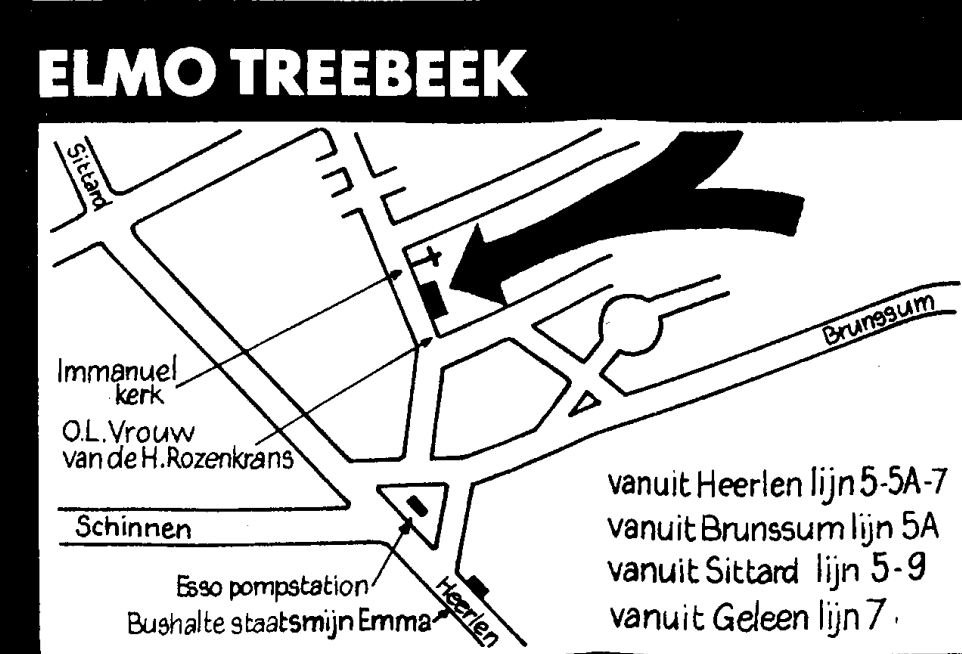 ELMO TREEBEEK
Sittard
Brunssum
Immanuel
kerk
O.L.Vrouw
van de H.Rozenkrans
Schinnen
Esso pompstation
Bushalte staatsmijn Emma
Heerlen
vanuit Heerlen lijn 5-5A-7
vanuit Brunssum lijn 5A
vanuit Sittard lijn 5-9
vanuit Geleen lijn 7